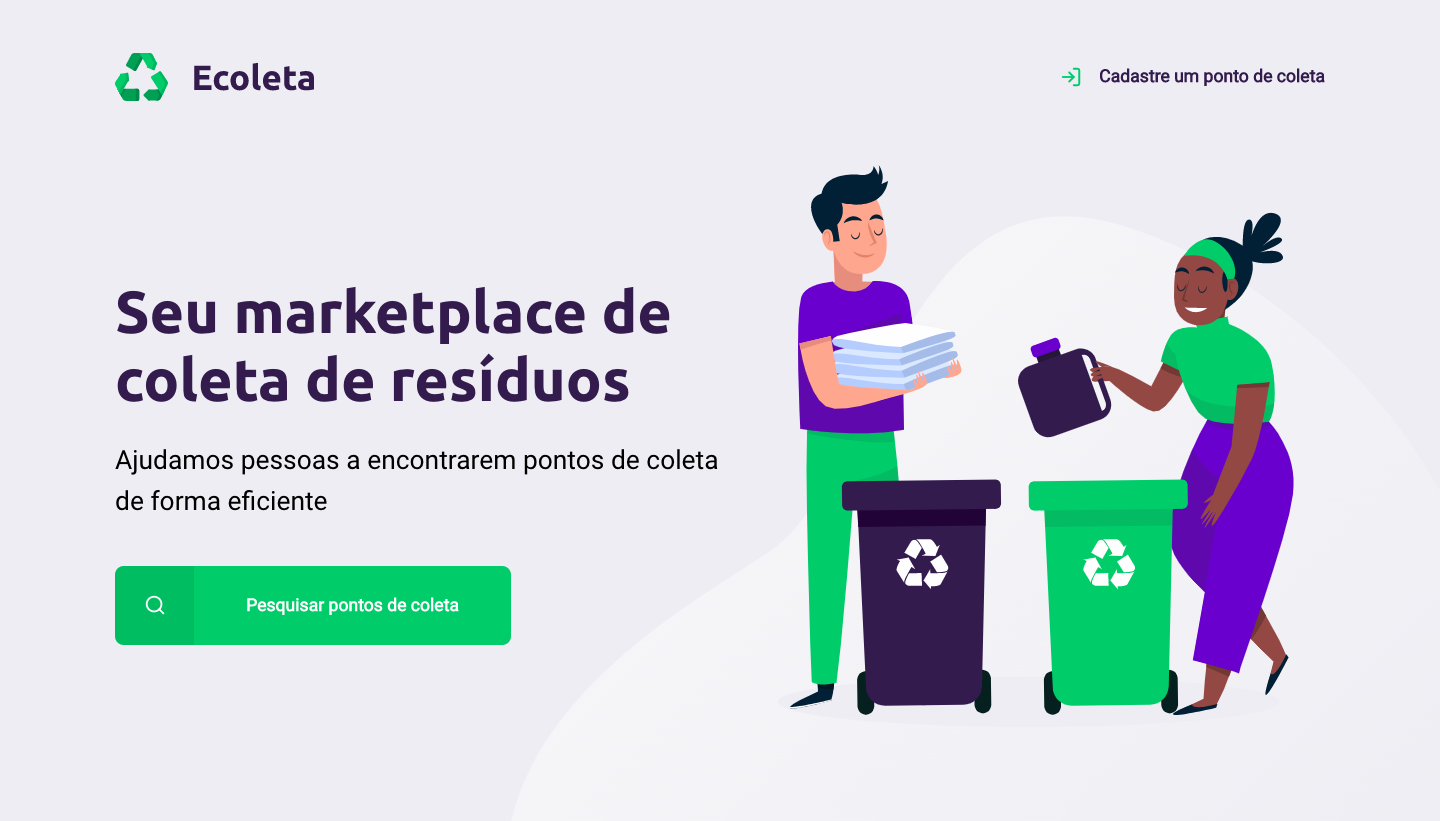 Ecoleta
Cadastre um ponto de coleta
Seu marketplace de
coleta de resíduos
Ajudamos pessoas a encontrarem pontos de coleta
de forma eficiente
Pesquisar pontos de coleta